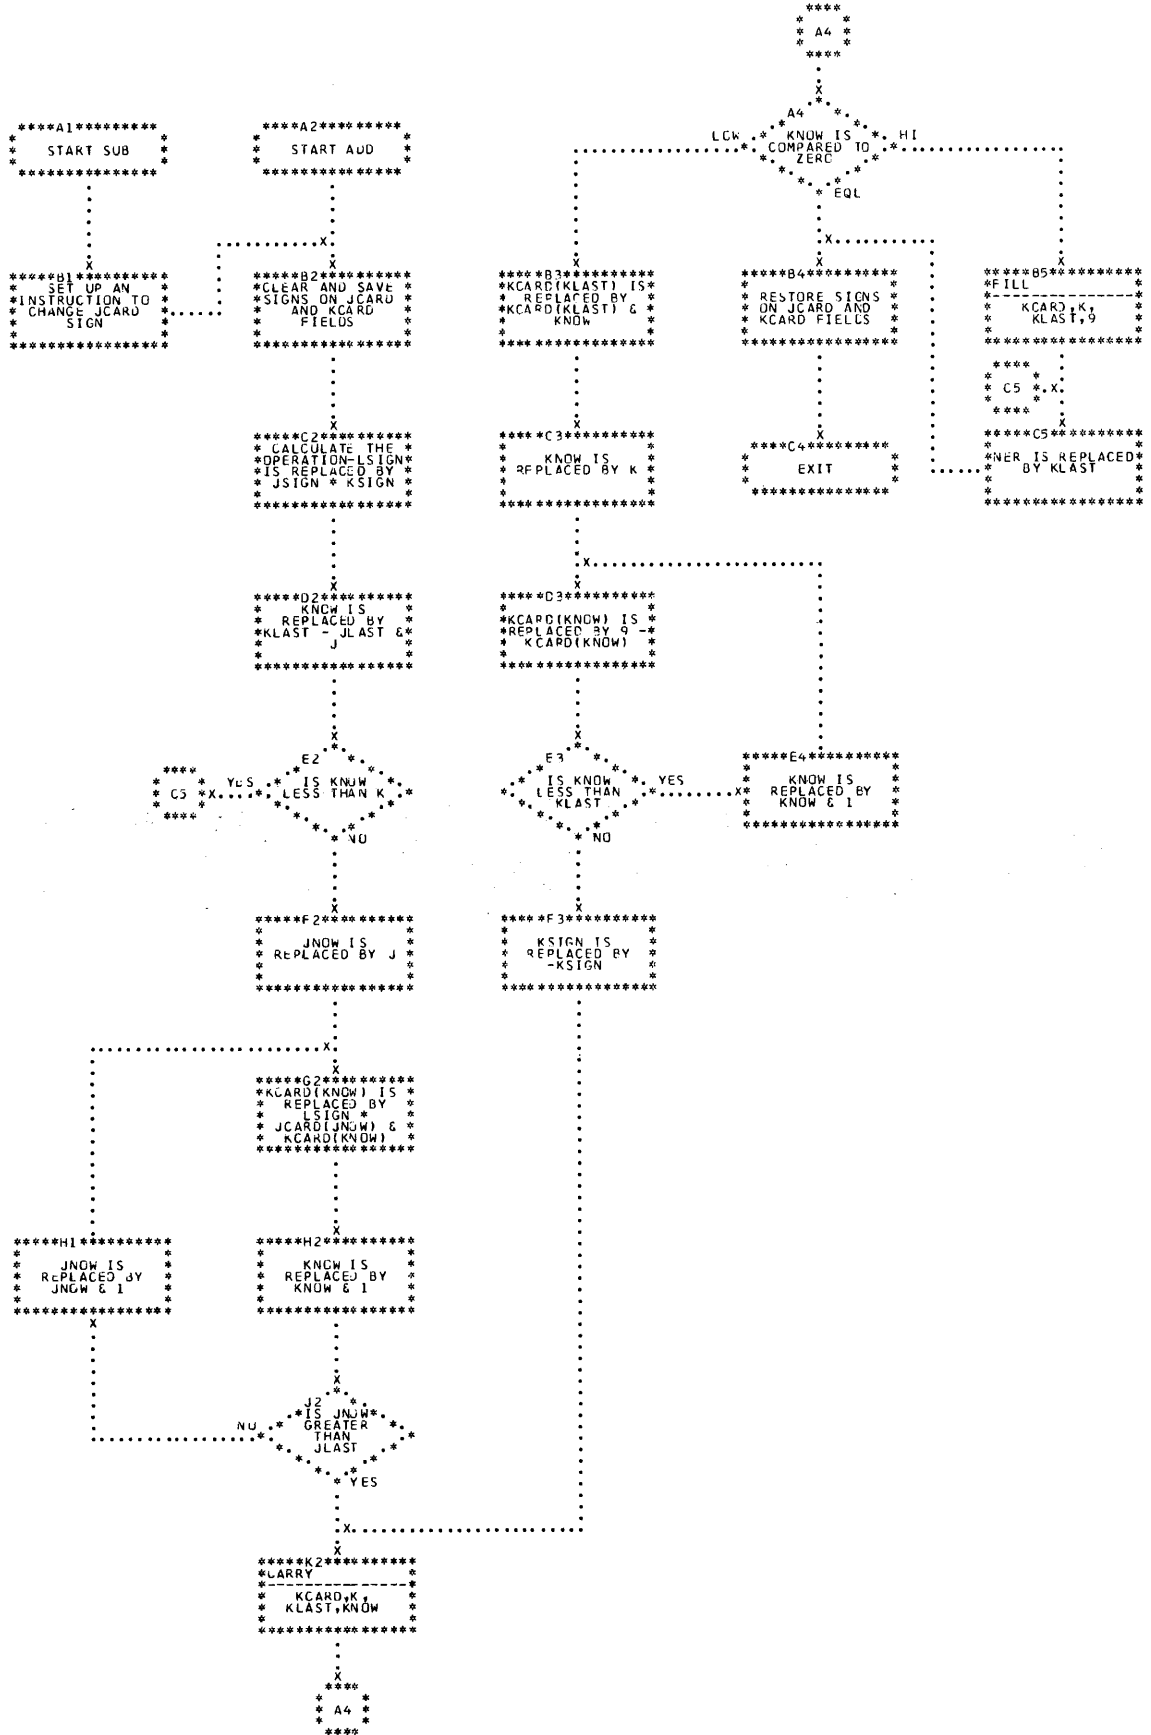 A4
A4
KNOW IS
COMPARED TO
ZERO
LOW
HI
EQL
A1
START SUB
A2
START ADD
B1
SET UP AN
INSTRUCTION TO
CHANGE JCARD
SIGN
B2
CLEAR AND SAVE
SIGNS ON JCARD
AND KCARD
FIELDS
B3
KCARD(KLAST) IS
REPLACED BY
KCARD(KLAST) &
KNOW
B4
RESTORE SIGNS
ON JCARD AND
KCARD FIELDS
B5
FILL
KCARD,K,
KLAST,9
C5
C2
CALCULATE THE
OPERATION-LSIGN
IS REPLACED BY
JSIGN * KSIGN
C3
KNOW IS
REPLACED BY K
C4
EXIT
C5
NER IS REPLACED
BY KLAST
D2
KNOW IS
REPLACED BY
KLAST - JLAST &
J
D3
KCARD(KNOW) IS
REPLACED BY 9 -
KCARD(KNOW)
C5
YES
E2
IS KNOW
LESS THAN K
NO
E3
IS KNOW
LESS THAN
KLAST
YES
NO
E4
KNOW IS
REPLACED BY
KNOW & 1
F2
JNOW IS
REPLACED BY J
F3
KSIGN IS
REPLACED BY
-KSIGN
G2
KCARD(KNOW) IS
REPLACED BY
LSIGN *
JCARD(JNOW) &
KCARD(KNOW)
H1
JNOW IS
REPLACED BY
JNOW & 1
H2
KNOW IS
REPLACED BY
KNOW & 1
J2
IS JNOW
GREATER
THAN
JLAST
NO
YES
K2
CARRY
KCARD,K,
KLAST,KNOW
A4